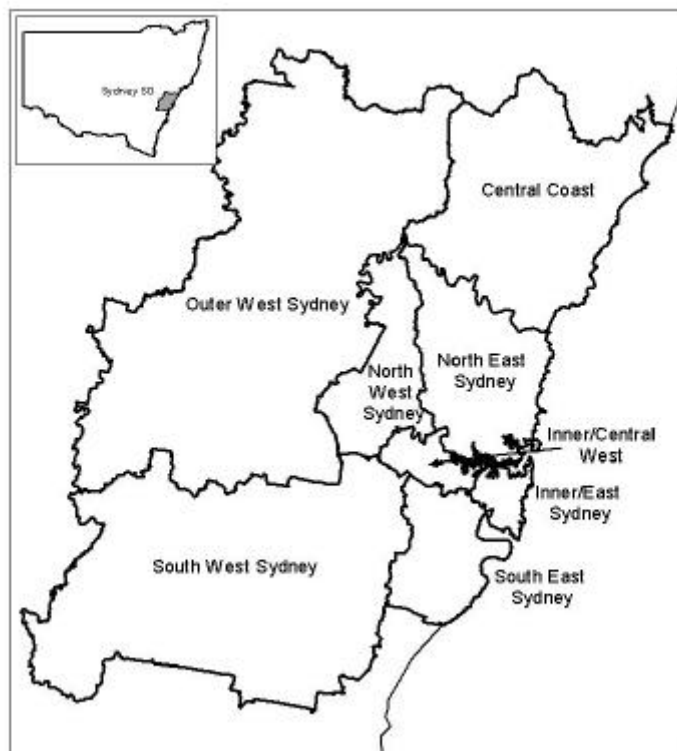 Sydney SD
Central Coast
Outer West Sydney
North East
Sydney
North
West
Sydney
Inner/Central
West
Inner/East
Sydney
South West Sydney
South East
Sydney